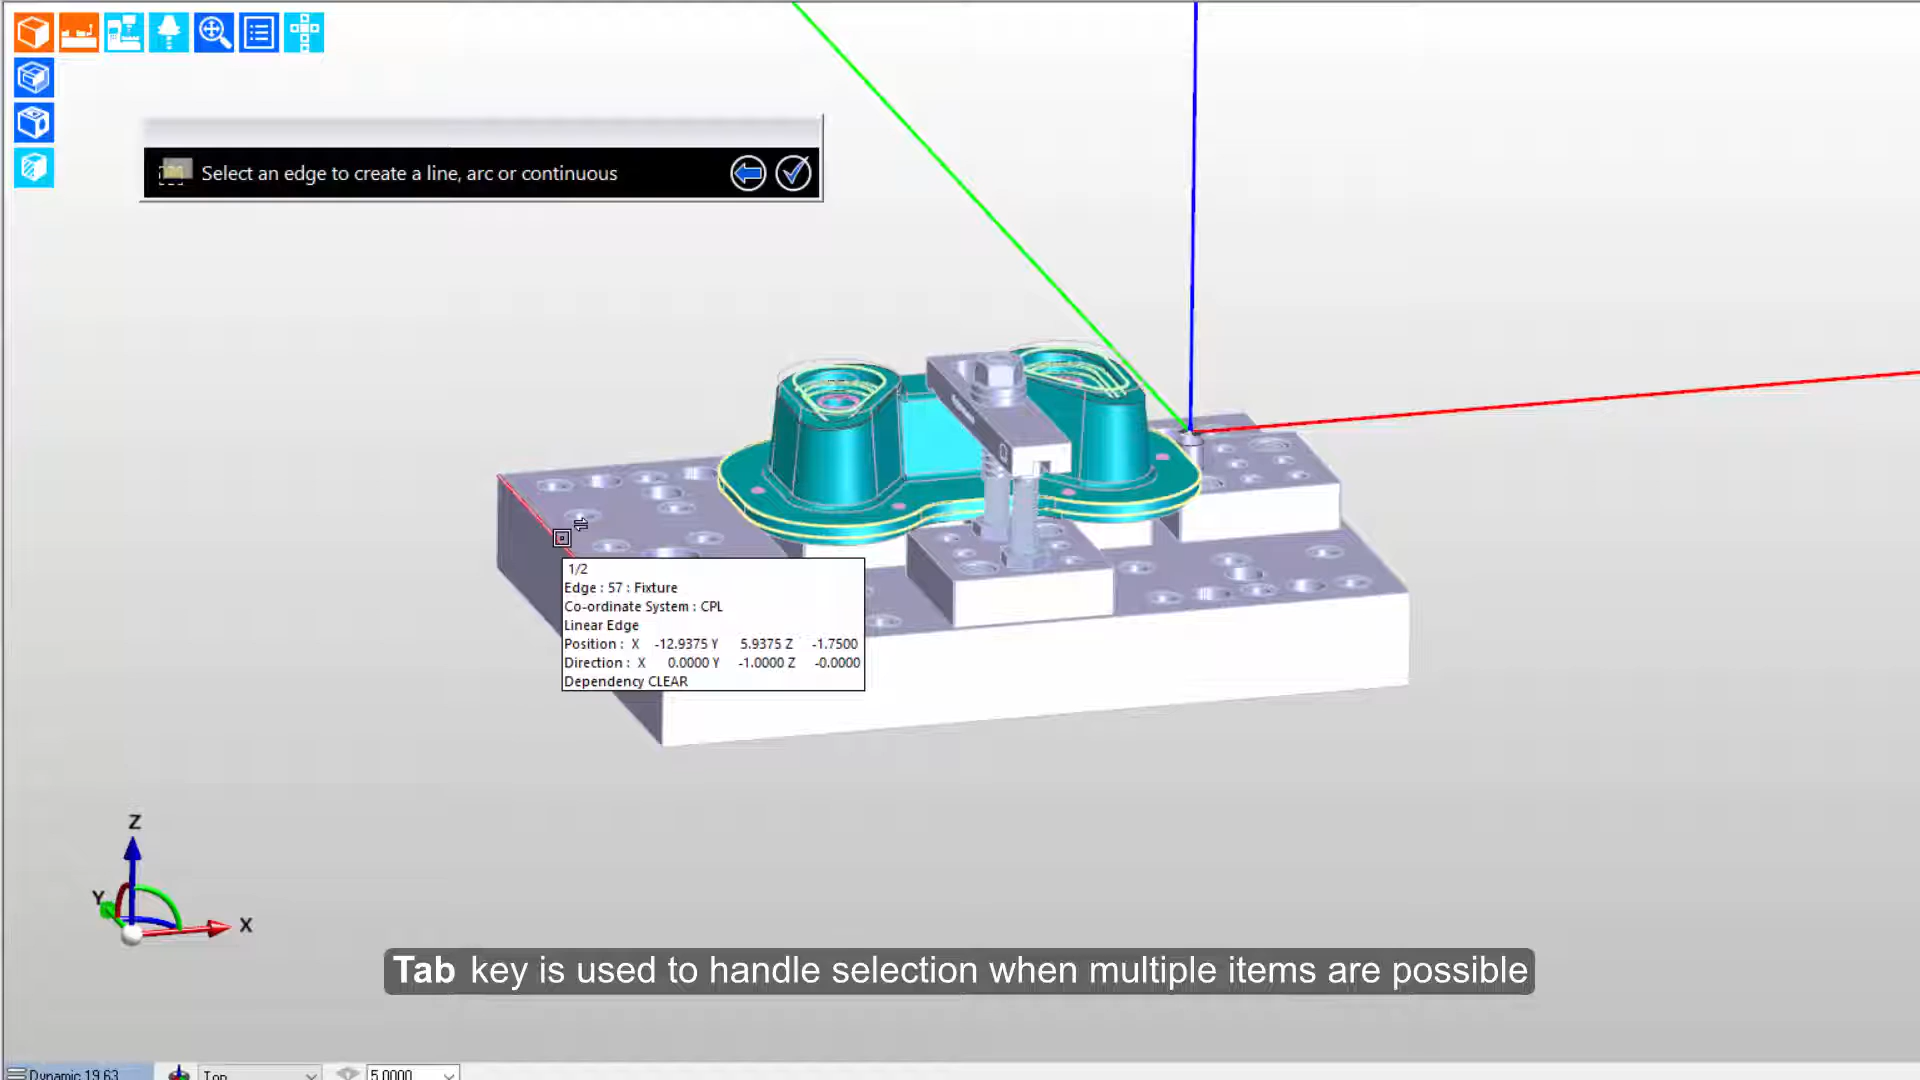 Select an edge to create a line, arc or continuous
1/2
Edge : 57 : Fixture
Co-ordinate System : CPL
Linear Edge
Position : X -12.9375 Y 5.9375 Z -1.7500
Direction : X 0.0000 Y -1.0000 Z -0.0000
Dependency CLEAR
Z
Y
X
Tab key is used to handle selection when multiple items are possible
Dynamic 19.63
Top
5.0000